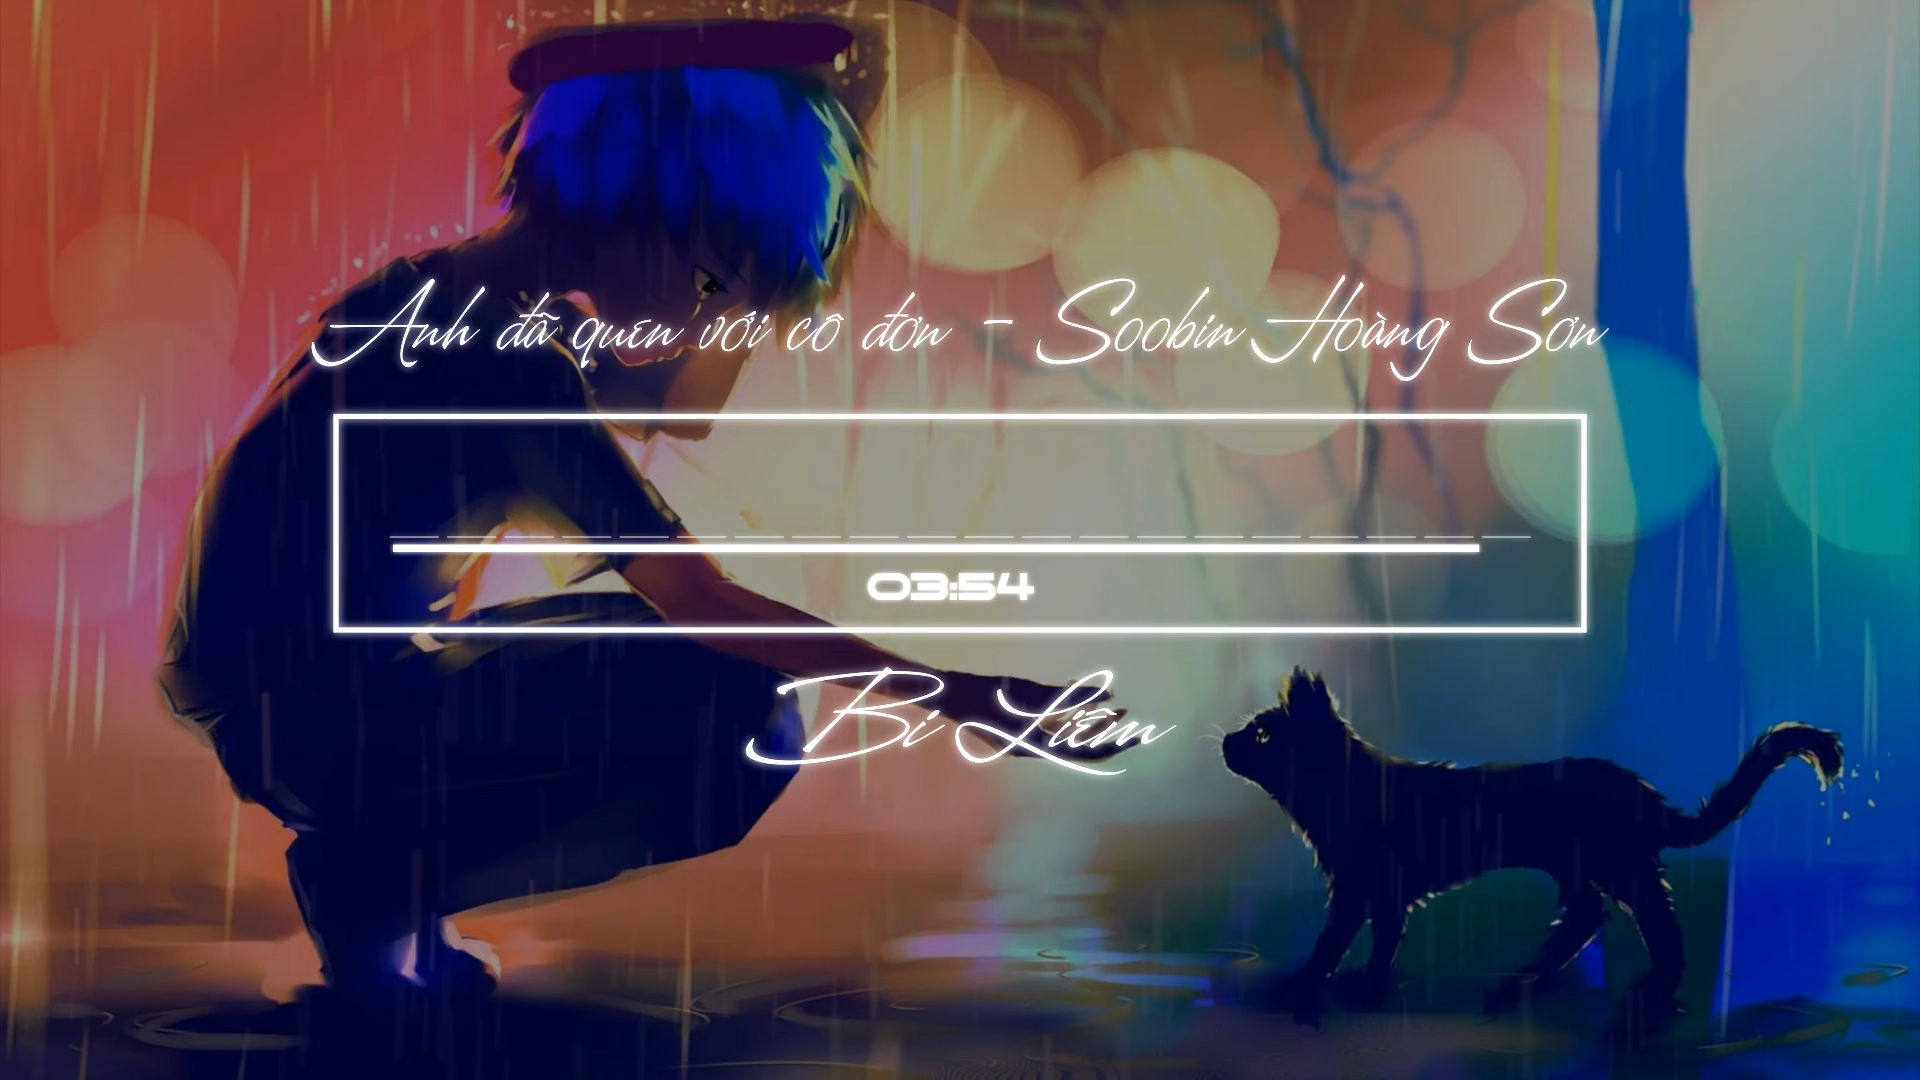 Anh đã quen với cô đơn - Soobin Hoàng Sơn
03:54
Bi Liêm